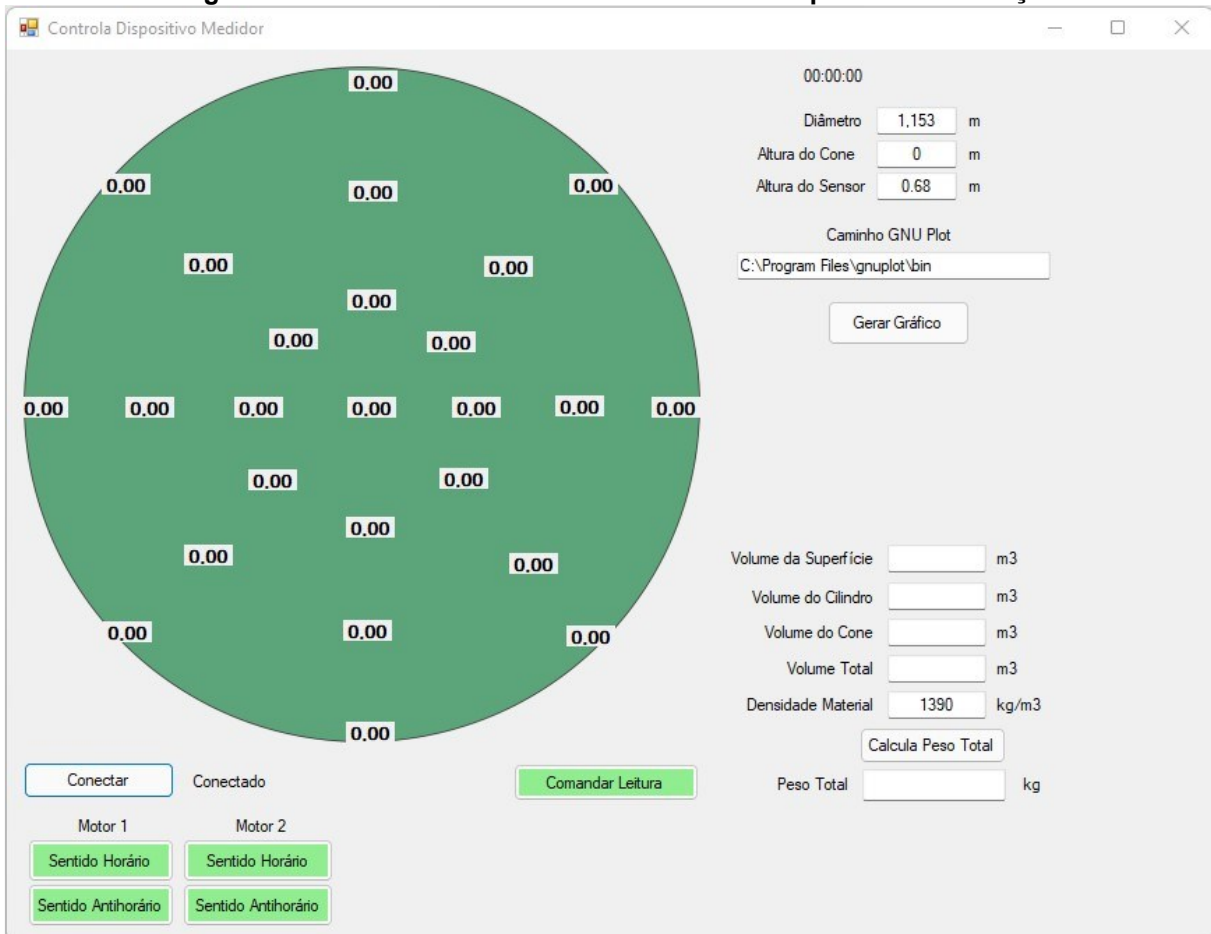 Controla Dispositivo Medidor
0.00
0.00 0.00 0.00
0.00 0.00
0.00
0.00 0.00
0.00 0.00 0.00 0.00 0.00 0.00 0.00
0.00 0.00
0.00
0.00 0.00
0.00 0.00 0.00
0.00
Conectar Conectado Comandar Leitura
Motor 1 Motor 2
Sentido Horário Sentido Horário
Sentido Antihorário Sentido Antihorário
00:00:00
Diâmetro 1,153 m
Altura do Cone 0 m
Altura do Sensor 0.68 m
Caminho GNU Plot
C:\Program Files\gnuplot\bin
Gerar Gráfico
Volume da Superfície m3
Volume do Cilindro m3
Volume do Cone m3
Volume Total m3
Densidade Material 1390 kg/m3
Calcula Peso Total
Peso Total kg